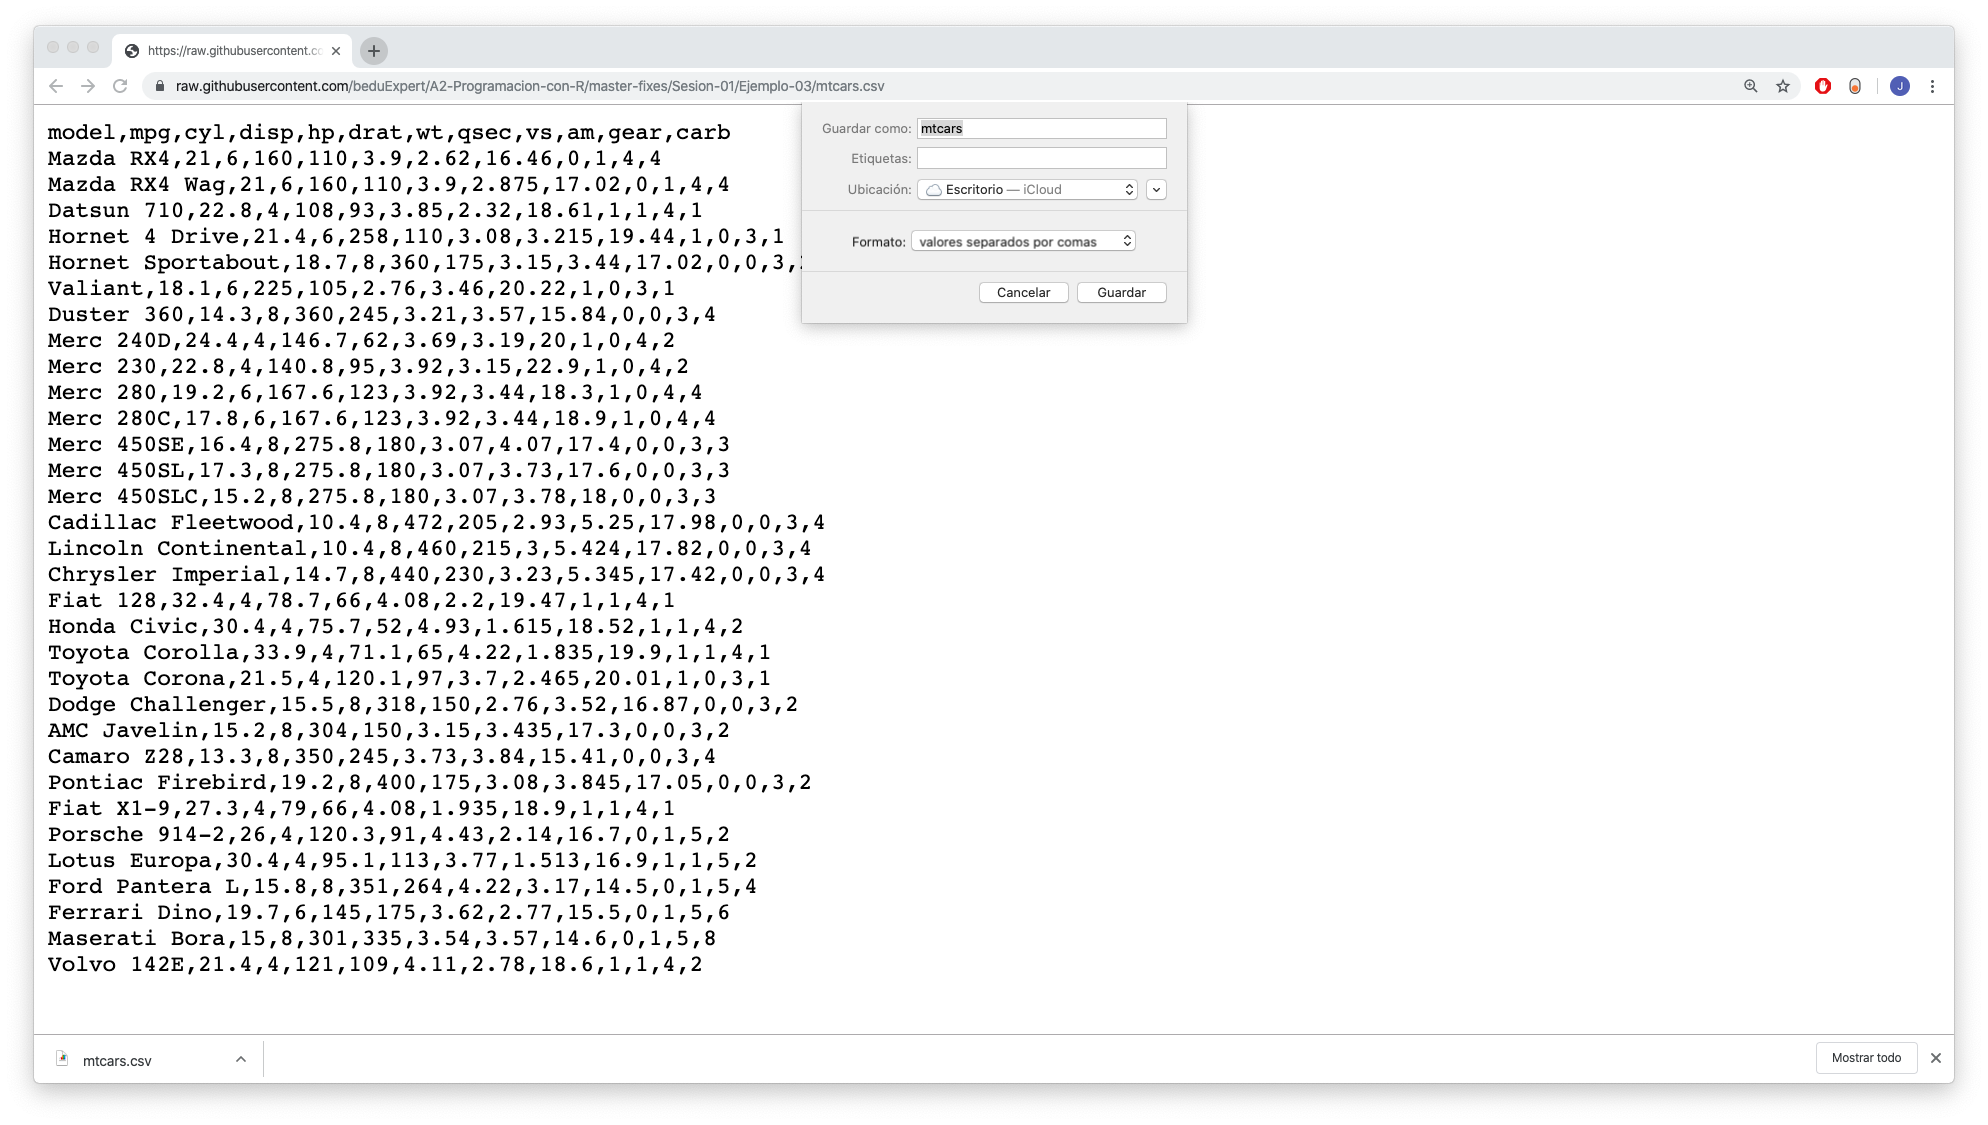 https://raw.githubusercontent.cc
raw.githubusercontent.com/beduExpert/A2-Programacion-con-R/master-fixes/Sesion-01/Ejemplo-03/mtcars.csv
J
Guardar como: mtcars
Etiquetas:
Ubicación: Escritorio — iCloud
Formato: valores separados por comas
Cancelar Guardar
model,mpg,cyl,disp,hp,drat,wt,qsec,vs,am,gear,carb
Mazda RX4,21,6,160,110,3.9,2.62,16.46,0,1,4,4
Mazda RX4 Wag,21,6,160,110,3.9,2.875,17.02,0,1,4,4
Datsun 710,22.8,4,108,93,3.85,2.32,18.61,1,1,4,1
Hornet 4 Drive,21.4,6,258,110,3.08,3.215,19.44,1,0,3,1
Hornet Sportabout,18.7,8,360,175,3.15,3.44,17.02,0,0,3,
Valiant,18.1,6,225,105,2.76,3.46,20.22,1,0,3,1
Duster 360,14.3,8,360,245,3.21,3.57,15.84,0,0,3,4
Merc 240D,24.4,4,146.7,62,3.69,3.19,20,1,0,4,2
Merc 230,22.8,4,140.8,95,3.92,3.15,22.9,1,0,4,2
Merc 280,19.2,6,167.6,123,3.92,3.44,18.3,1,0,4,4
Merc 280C,17.8,6,167.6,123,3.92,3.44,18.9,1,0,4,4
Merc 450SE,16.4,8,275.8,180,3.07,4.07,17.4,0,0,3,3
Merc 450SL,17.3,8,275.8,180,3.07,3.73,17.6,0,0,3,3
Merc 450SLC,15.2,8,275.8,180,3.07,3.78,18,0,0,3,3
Cadillac Fleetwood,10.4,8,472,205,2.93,5.25,17.98,0,0,3,4
Lincoln Continental,10.4,8,460,215,3,5.424,17.82,0,0,3,4
Chrysler Imperial,14.7,8,440,230,3.23,5.345,17.42,0,0,3,4
Fiat 128,32.4,4,78.7,66,4.08,2.2,19.47,1,1,4,1
Honda Civic,30.4,4,75.7,52,4.93,1.615,18.52,1,1,4,2
Toyota Corolla,33.9,4,71.1,65,4.22,1.835,19.9,1,1,4,1
Toyota Corona,21.5,4,120.1,97,3.7,2.465,20.01,1,0,3,1
Dodge Challenger,15.5,8,318,150,2.76,3.52,16.87,0,0,3,2
AMC Javelin,15.2,8,304,150,3.15,3.435,17.3,0,0,3,2
Camaro Z28,13.3,8,350,245,3.73,3.84,15.41,0,0,3,4
Pontiac Firebird,19.2,8,400,175,3.08,3.845,17.05,0,0,3,2
Fiat X1-9,27.3,4,79,66,4.08,1.935,18.9,1,1,4,1
Porsche 914-2,26,4,120.3,91,4.43,2.14,16.7,0,1,5,2
Lotus Europa,30.4,4,95.1,113,3.77,1.513,16.9,1,1,5,2
Ford Pantera L,15.8,8,351,264,4.22,3.17,14.5,0,1,5,4
Ferrari Dino,19.7,6,145,175,3.62,2.77,15.5,0,1,5,6
Maserati Bora,15,8,301,335,3.54,3.57,14.6,0,1,5,8
Volvo 142E,21.4,4,121,109,4.11,2.78,18.6,1,1,4,2
mtcars.csv
Mostrar todo